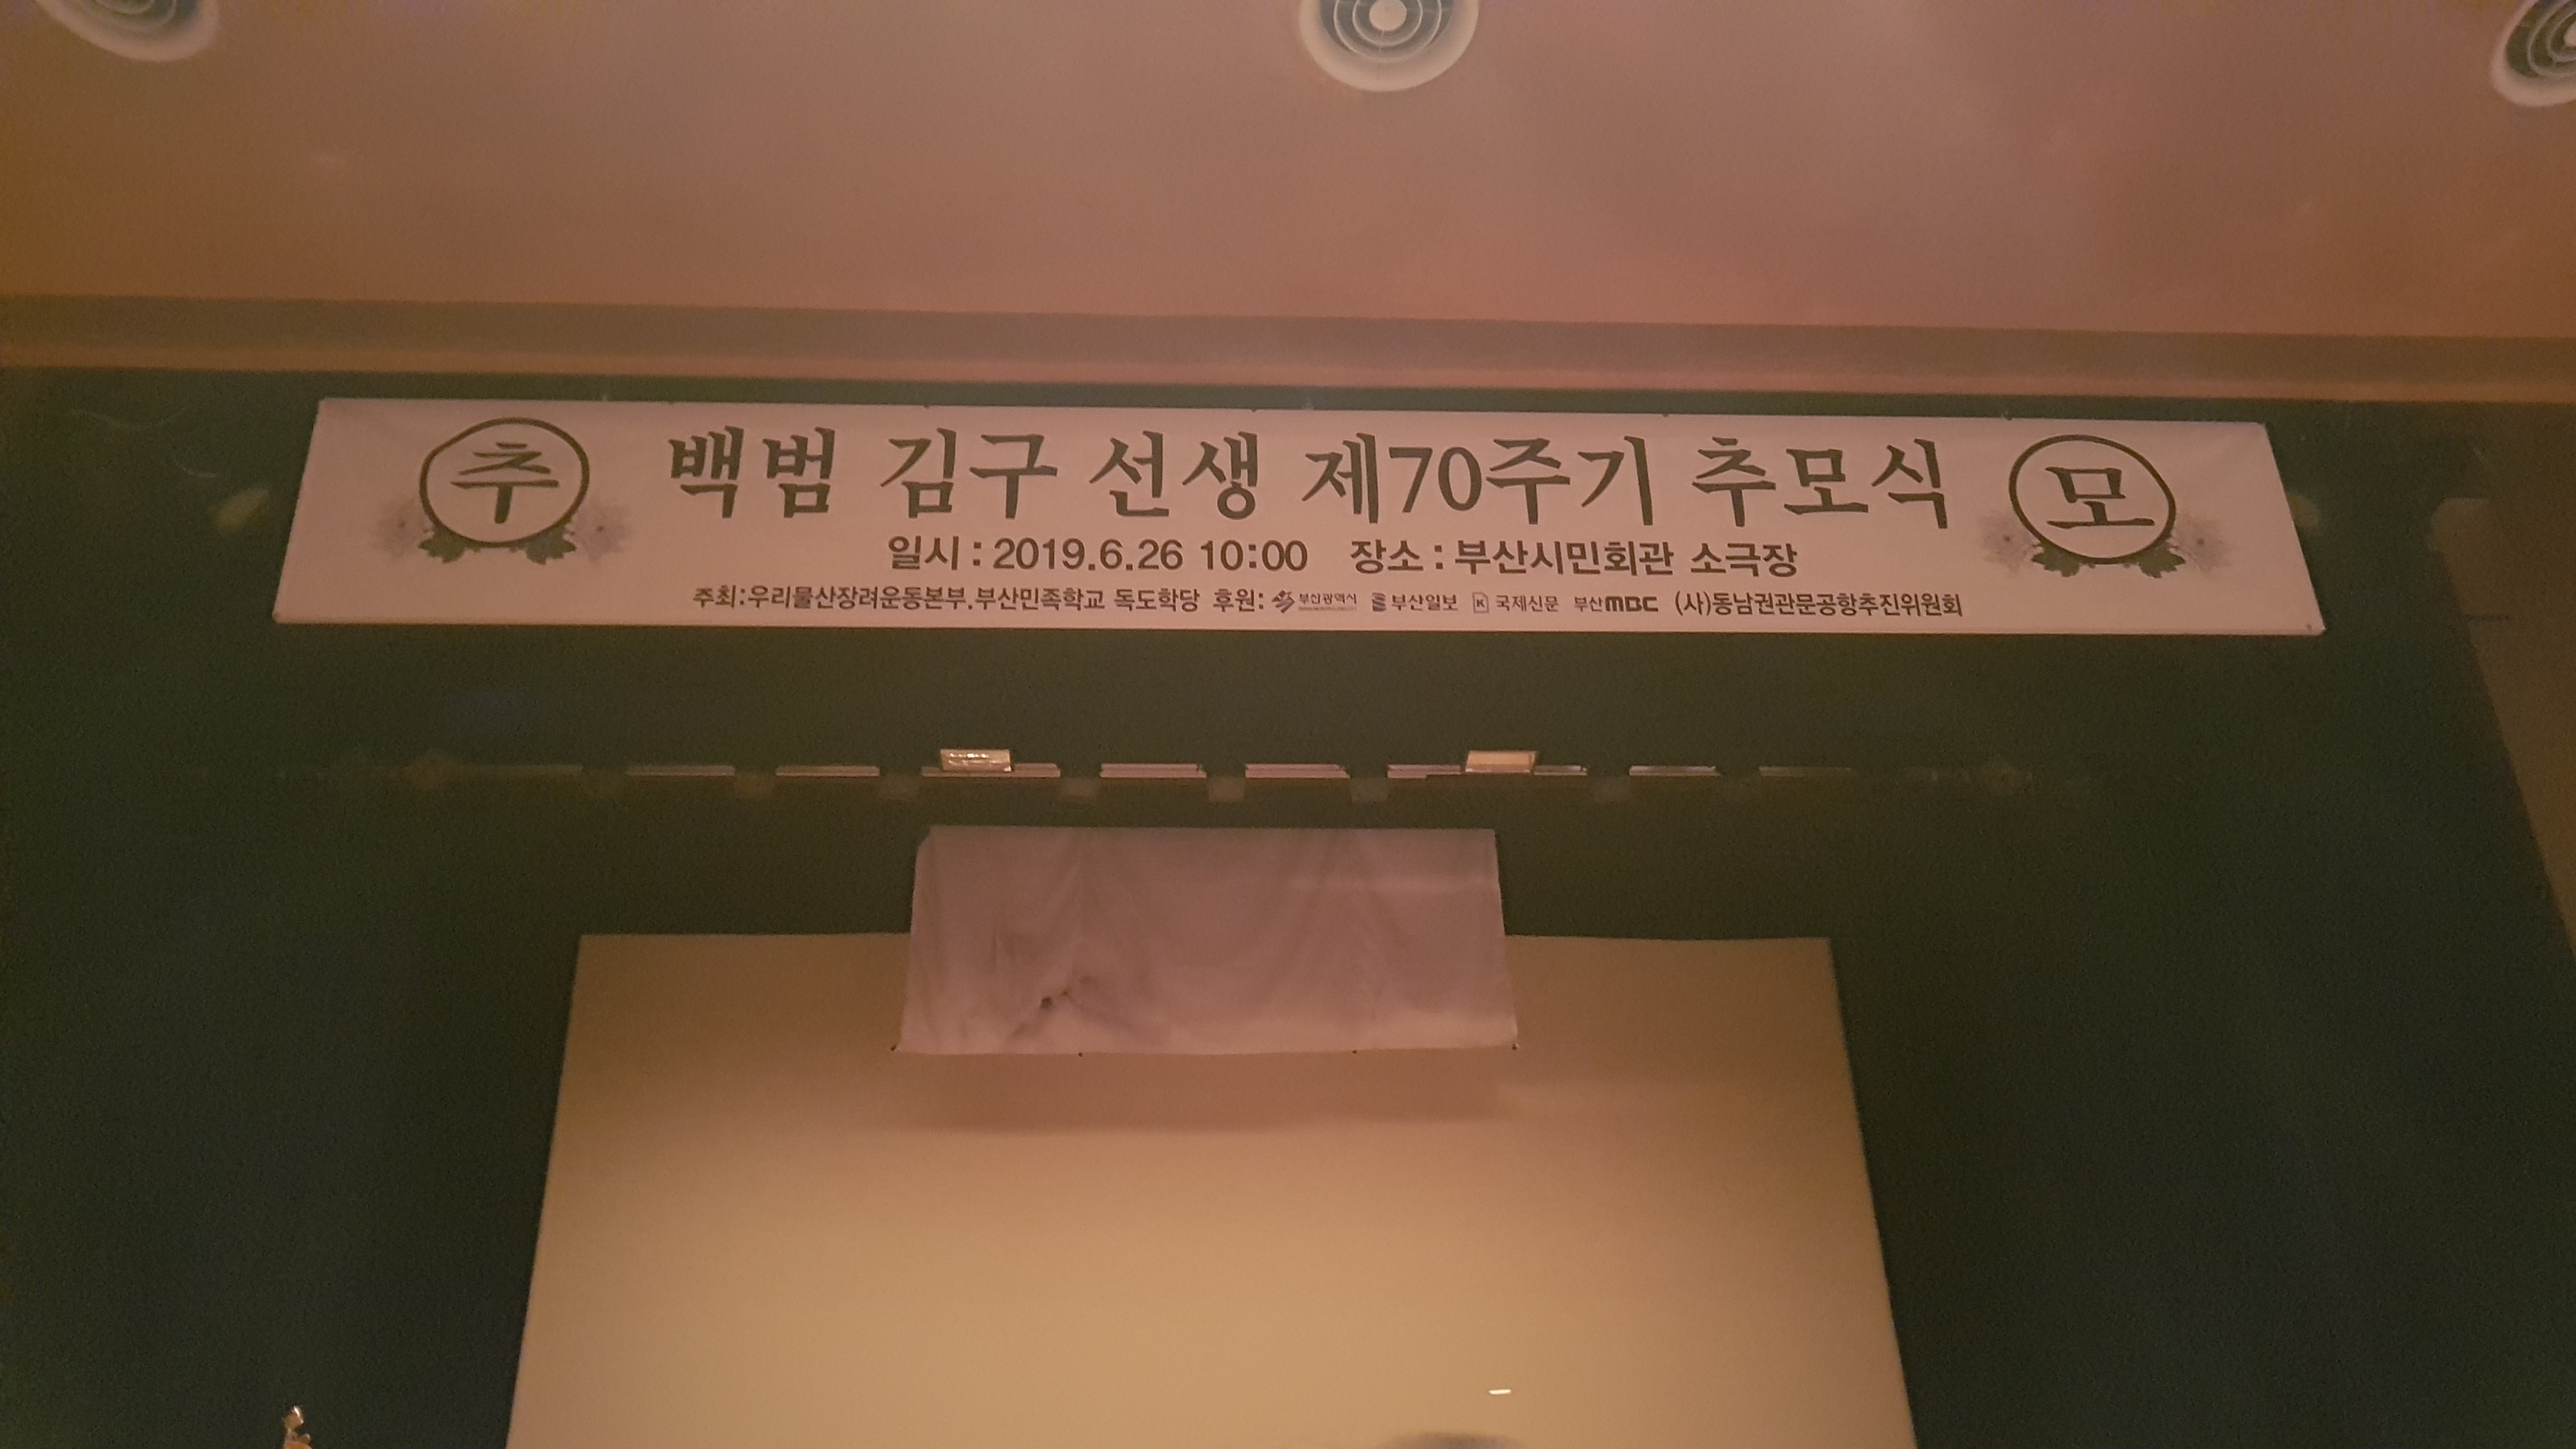 추 백범 김구 선생 제70주기 추모식 모
일시 : 2019.6.26 10:00 장소 : 부산시민회관 소극장
주최:우리물산장려운동본부.부산민족학교 독도학당 후원: 부산광역시 부산일보 K 국제신문 부산MBC (사)동남권관문공항추진위원회